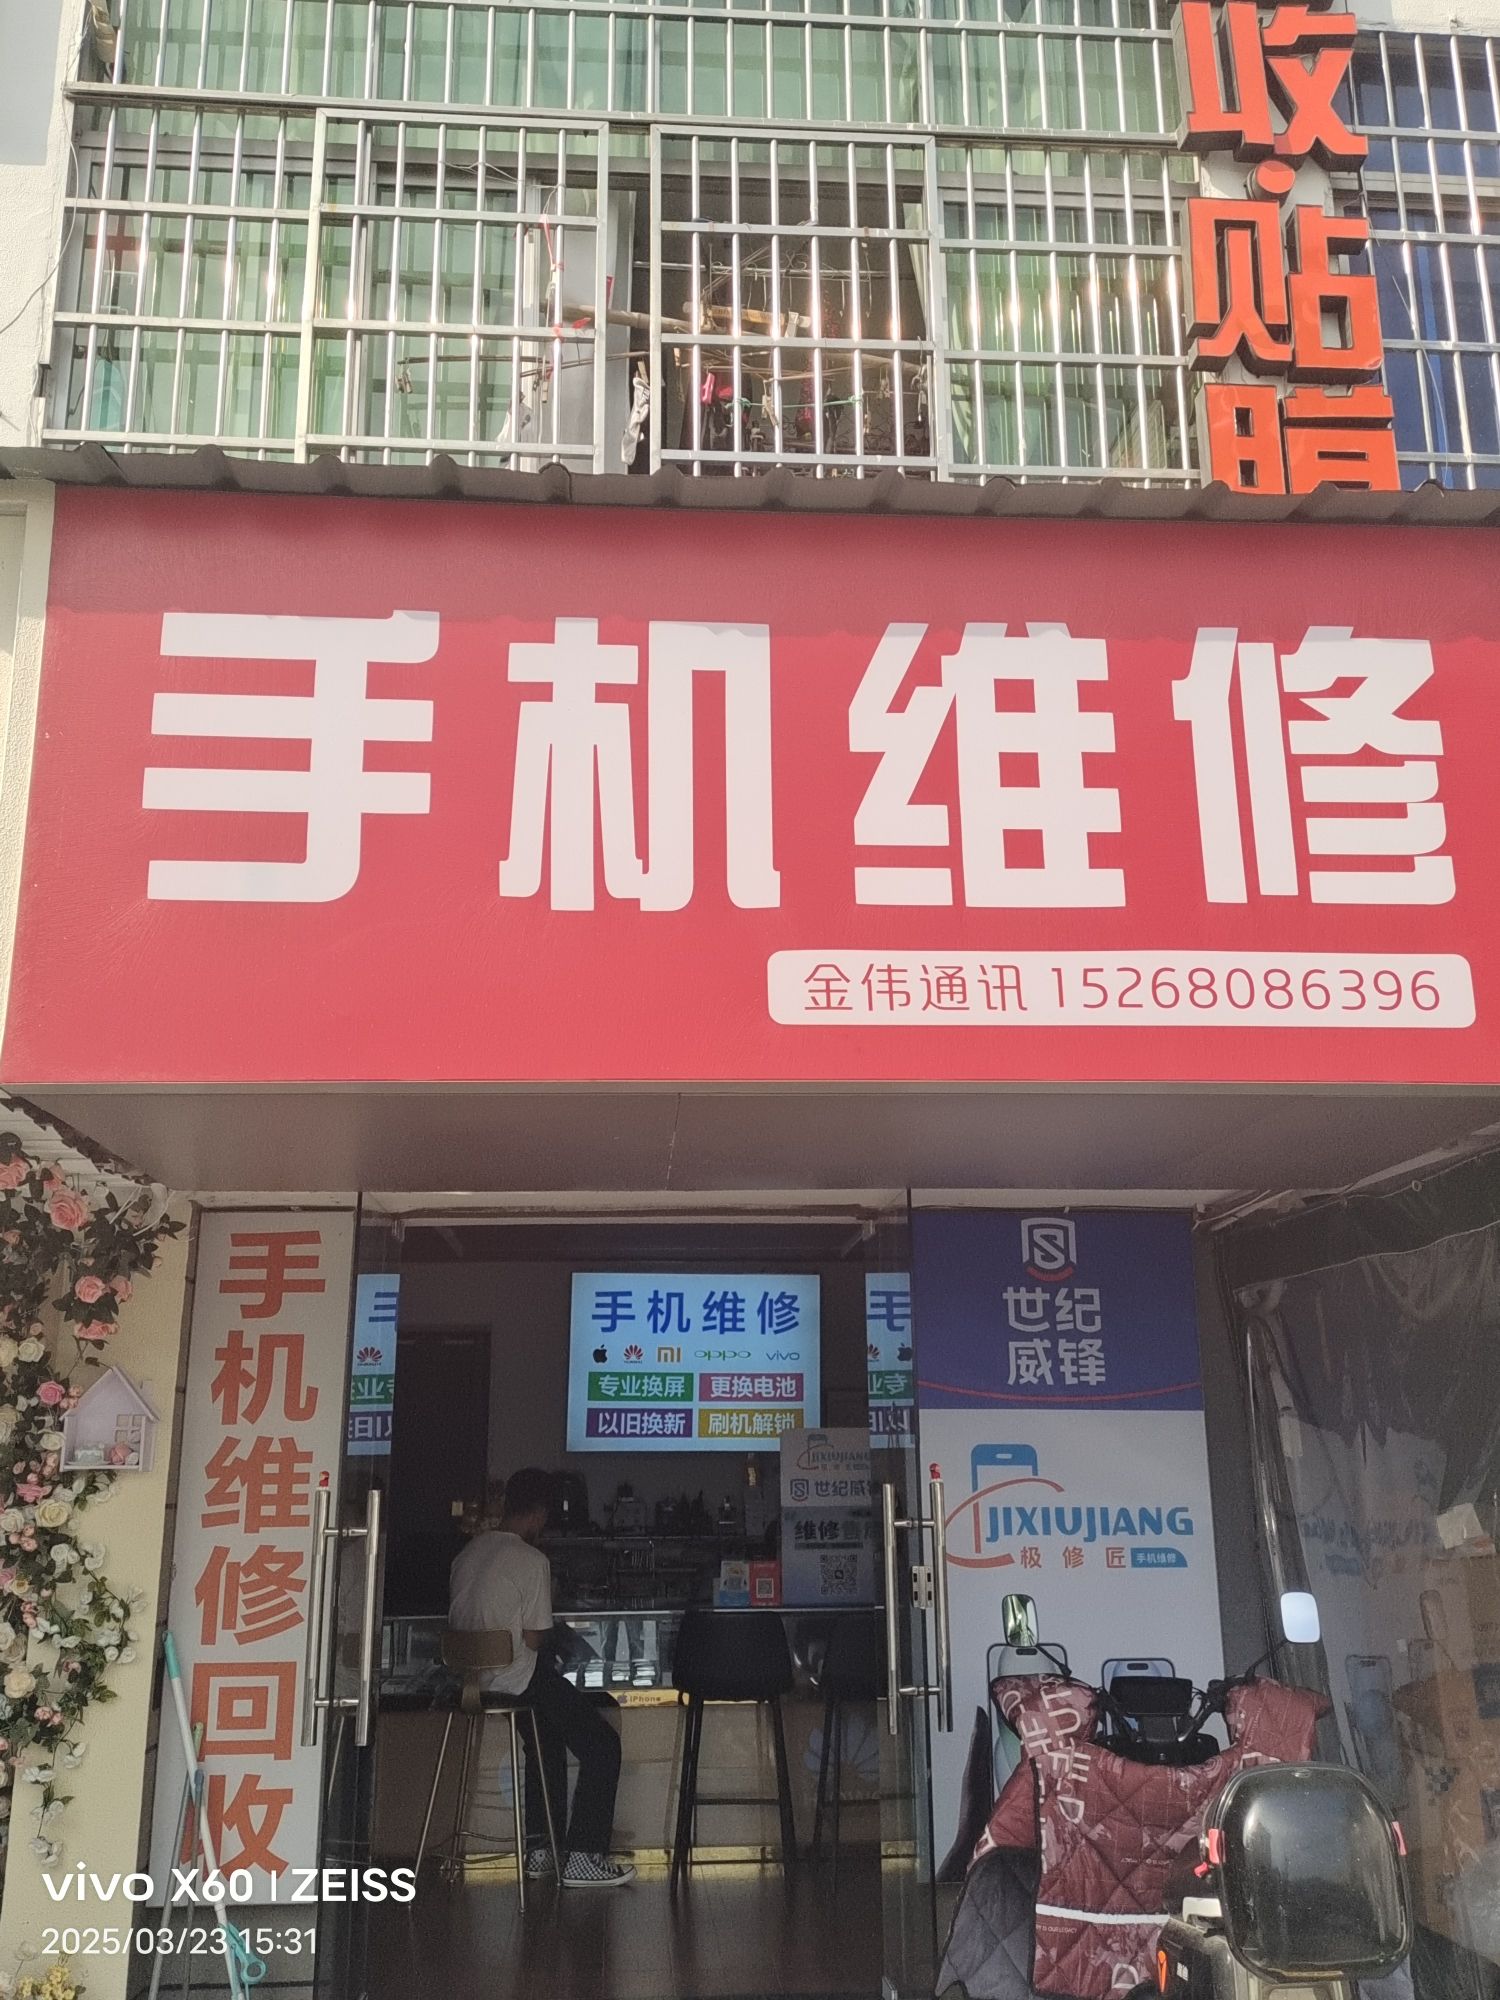 收·贴膜
手机维修
金伟通讯 15268086396
手机维修回收
手机维修
HUAWEI mi oppo vivo
专业换屏 更换电池
以旧换新 刷机解锁
世纪
威锋
JIXIUJIANG
极修匠 手机维修
JIXIUJIANG
世纪威锋
维修
iPhone
vivo X60 | ZEISS
2025/03/23 15:31